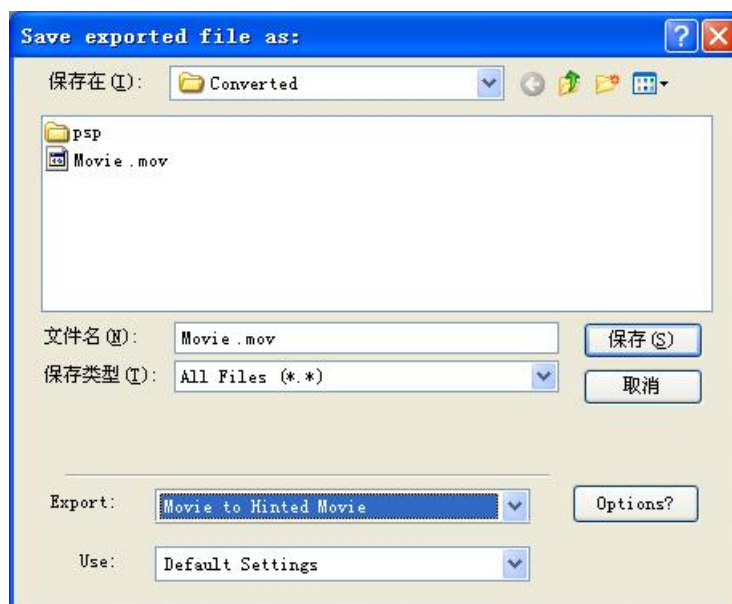 Save exported file as:
保存在(I): Converted
psp
Movie.mov
文件名(N): Movie.mov 保存(S)
保存类型(T): All Files (*.*) 取消
Export: Movie to Hinted Movie Options?
Use: Default Settings